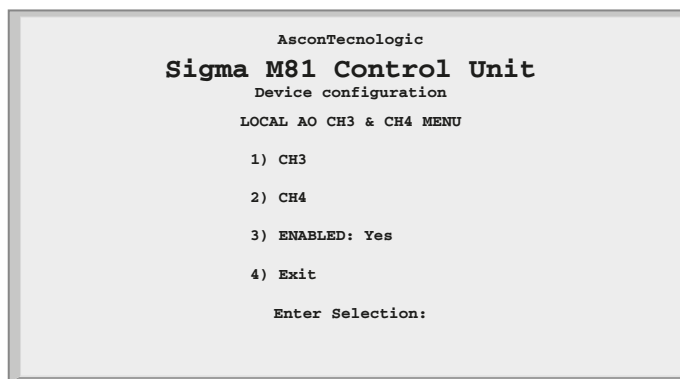 AsconTecnologic
Sigma M81 Control Unit
Device configuration
LOCAL AO CH3 & CH4 MENU
1) CH3
2) CH4
3) ENABLED: Yes
4) Exit
Enter Selection: